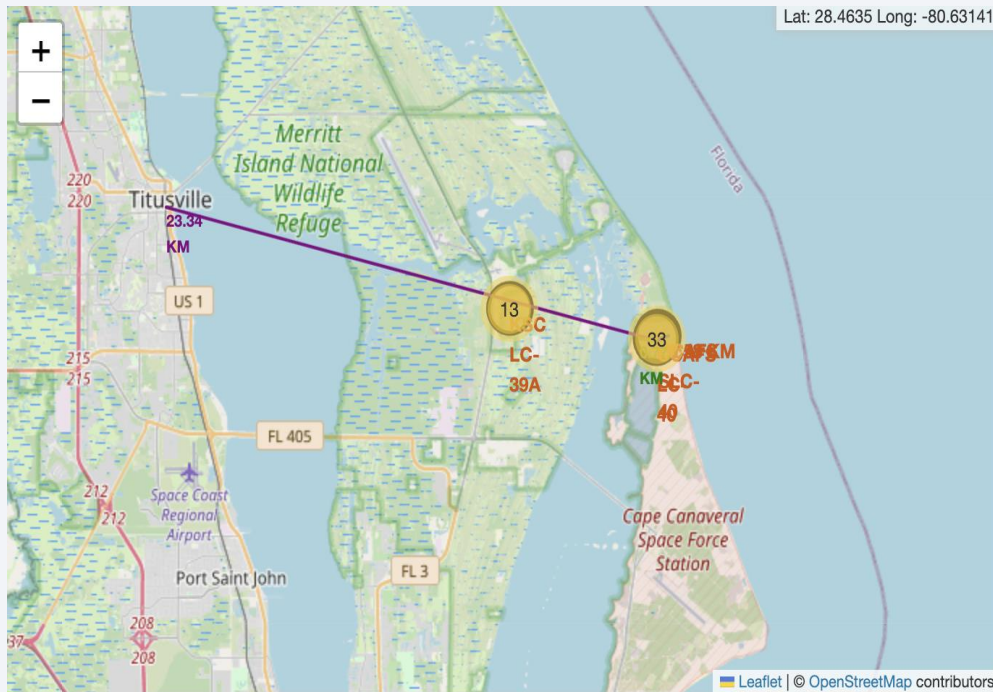 Lat: 28.4635 Long: -80.63141
+
−
Merritt
Island National
Wildlife
Refuge
Florida
220
220
Titusville
23.34
KM
US 1
13
LC-
39A
33
KM
KM
SLC-
40
215
215
FL 405
212
212
Space Coast
Regional
Airport
Cape Canaveral
Space Force
Station
FL 3
Port Saint John
208
208
Leaflet | © OpenStreetMap contributors